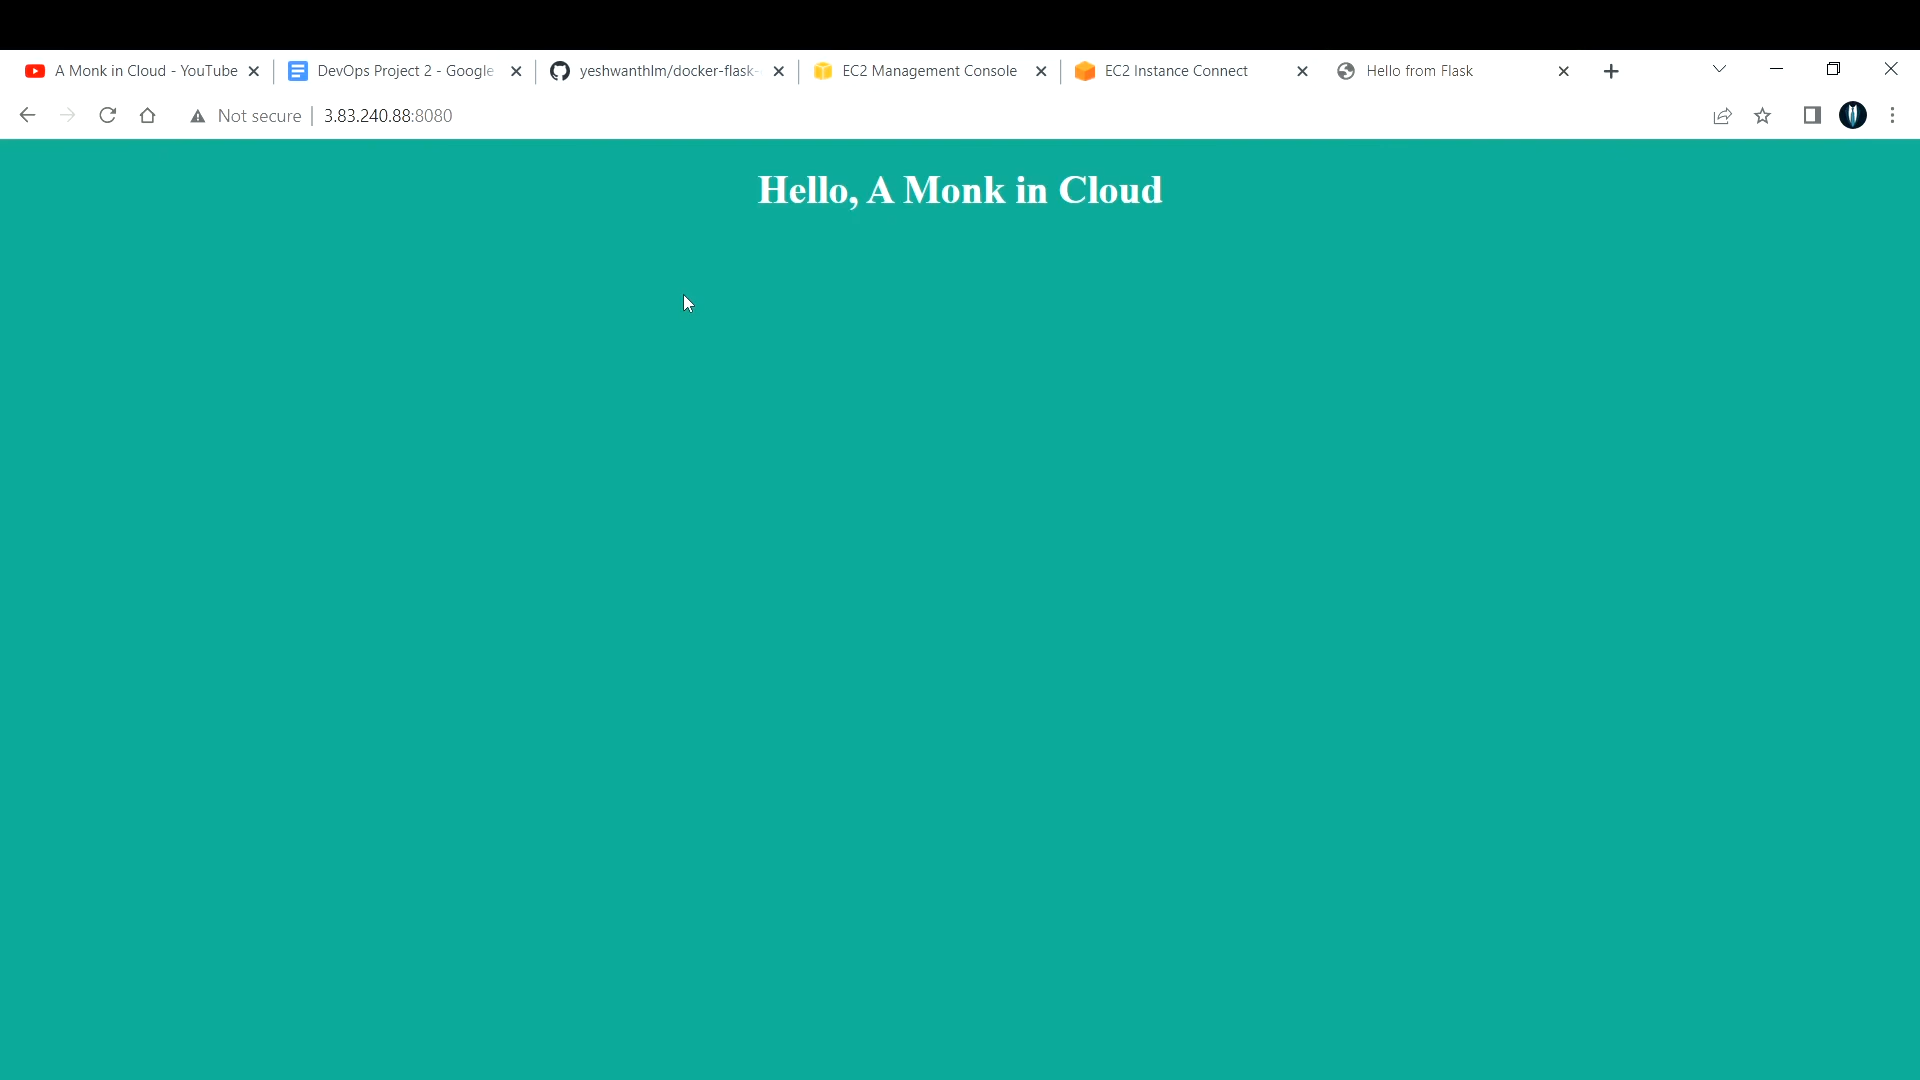 A Monk in Cloud - YouTube
DevOps Project 2 - Google
yeshwanthlm/docker-flask-
EC2 Management Console
EC2 Instance Connect
Hello from Flask
Not secure
3.83.240.88:8080
Hello, A Monk in Cloud